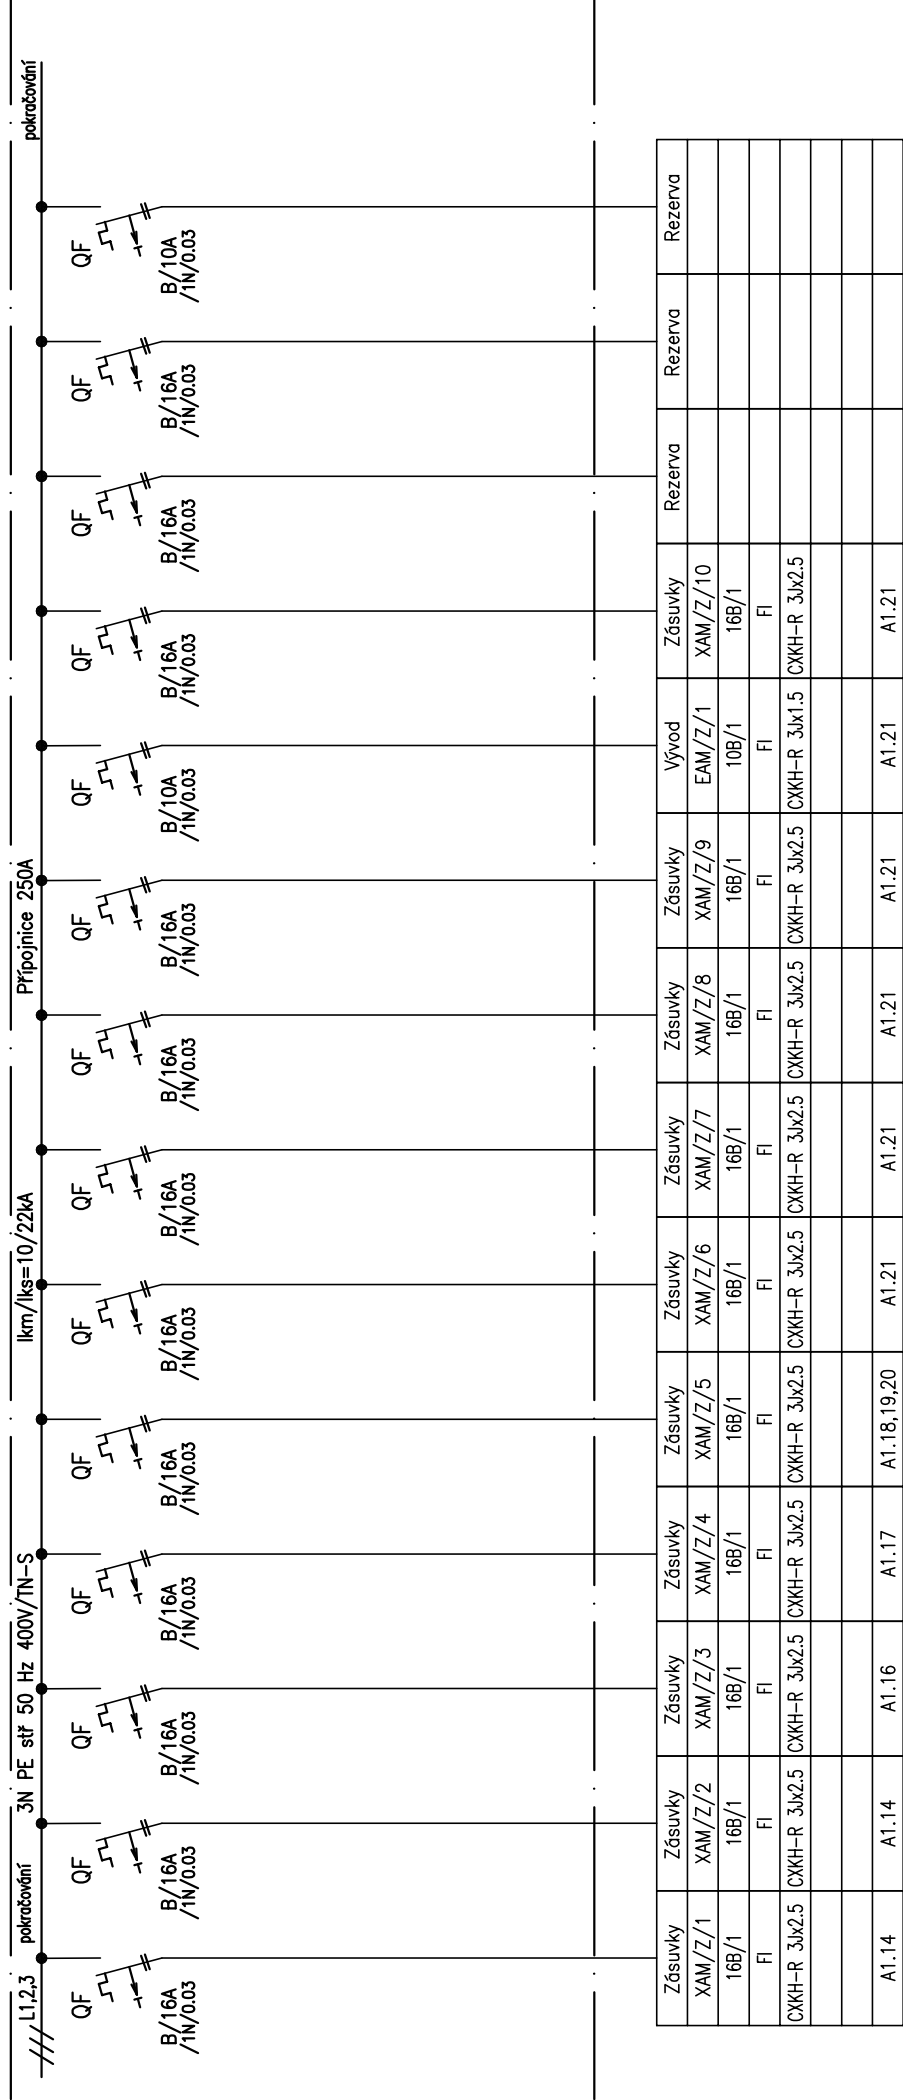 L1,2,3 pokračování 3N PE stř 50 Hz 400V/TN-S Ikm/Iks=10/22kA Přípojnice 250A pokračování
QF QF QF QF QF QF QF QF QF QF QF QF QF QF
B/16A B/16A B/16A B/16A B/16A B/16A B/16A B/16A B/16A B/10A B/16A B/16A B/16A B/10A
/1N/0.03 /1N/0.03 /1N/0.03 /1N/0.03 /1N/0.03 /1N/0.03 /1N/0.03 /1N/0.03 /1N/0.03 /1N/0.03 /1N/0.03 /1N/0.03 /1N/0.03 /1N/0.03
Zásuvky Zásuvky Zásuvky Zásuvky Zásuvky Zásuvky Zásuvky Zásuvky Zásuvky Vývod Zásuvky Rezerva Rezerva Rezerva
XAM/Z/1 XAM/Z/2 XAM/Z/3 XAM/Z/4 XAM/Z/5 XAM/Z/6 XAM/Z/7 XAM/Z/8 XAM/Z/9 EAM/Z/1 XAM/Z/10
16B/1 16B/1 16B/1 16B/1 16B/1 16B/1 16B/1 16B/1 16B/1 10B/1 16B/1
FI FI FI FI FI FI FI FI FI FI FI
CXKH-R 3Jx2.5 CXKH-R 3Jx2.5 CXKH-R 3Jx2.5 CXKH-R 3Jx2.5 CXKH-R 3Jx2.5 CXKH-R 3Jx2.5 CXKH-R 3Jx2.5 CXKH-R 3Jx2.5 CXKH-R 3Jx2.5 CXKH-R 3Jx1.5 CXKH-R 3Jx2.5
A1.14 A1.14 A1.16 A1.17 A1.18,19,20 A1.21 A1.21 A1.21 A1.21 A1.21 A1.21